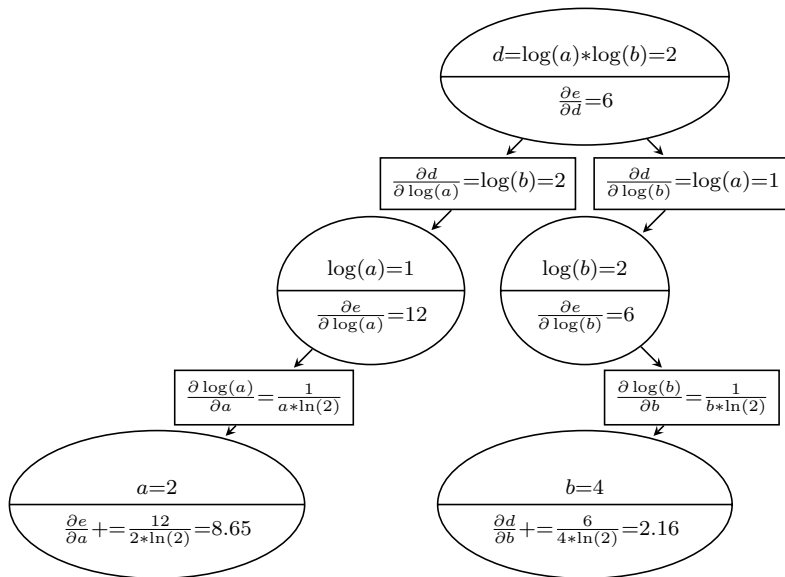 d=log(a)*log(b)=2
∂e/∂d=6
∂d/∂ log(a)=log(b)=2
∂d/∂ log(b)=log(a)=1
log(a)=1
∂e/∂ log(a)=12
log(b)=2
∂e/∂ log(b)=6
∂ log(a)/∂a=1/a*ln(2)
∂ log(b)/∂b=1/b*ln(2)
a=2
∂e/∂a+=12/2*ln(2)=8.65
b=4
∂d/∂b+=6/4*ln(2)=2.16